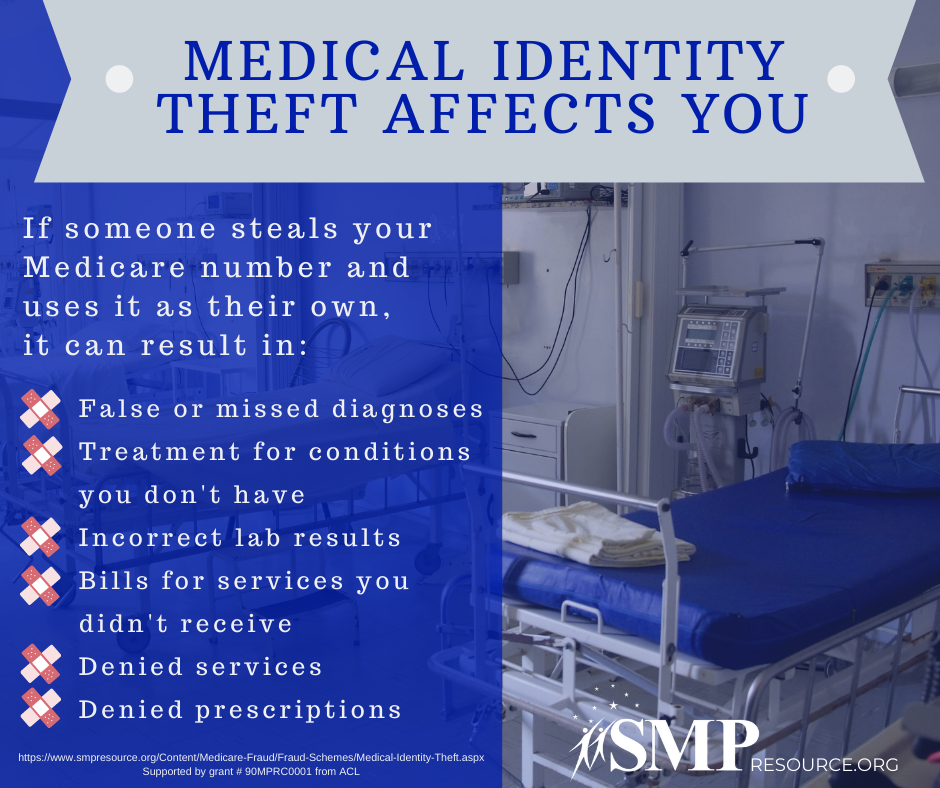 MEDICAL IDENTITY
THEFT AFFECTS YOU
If someone steals your
Medicare number and
uses it as their own,
it can result in:
False or missed diagnoses
Treatment for conditions
you don't have
Incorrect lab results
Bills for services you
didn't receive
Denied services
Denied prescriptions
https://www.smpresource.org/Content/Medicare-Fraud/Fraud-Schemes/Medical-Identity-Theft.aspx
Supported by grant # 90MPRC0001 from ACL
SMP
RESOURCE.ORG